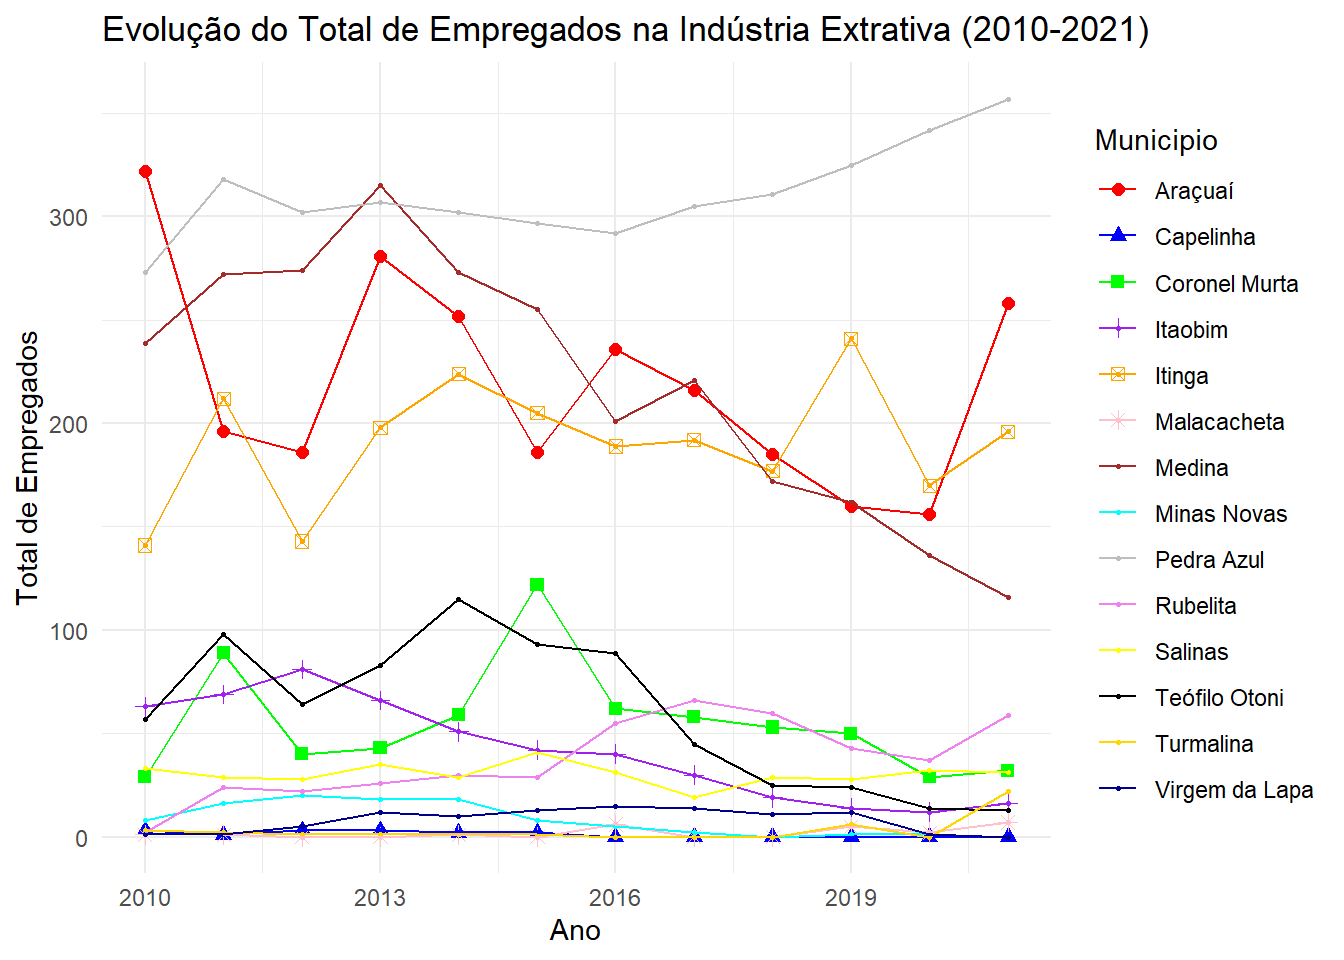 Evolução do Total de Empregados na Indústria Extrativa (2010-2021)
Total de Empregados
300
200
100
0
2010
2013
2016
2019
Ano
Municipio
Araçuaí
Capelinha
Coronel Murta
Itaobim
Itinga
Malacacheta
Medina
Minas Novas
Pedra Azul
Rubelita
Salinas
Teófilo Otoni
Turmalina
Virgem da Lapa